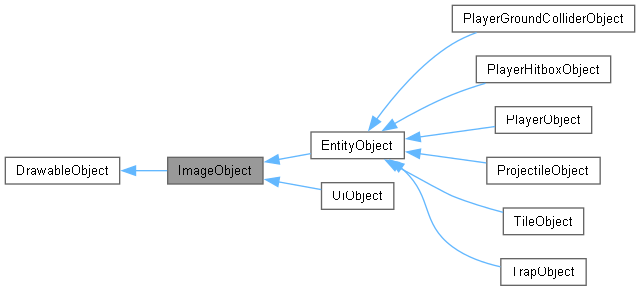 PlayerGroundColliderObject
PlayerHitboxObject
PlayerObject
EntityObject
DrawableObject
ImageObject
ProjectileObject
UiObject
TileObject
TrapObject